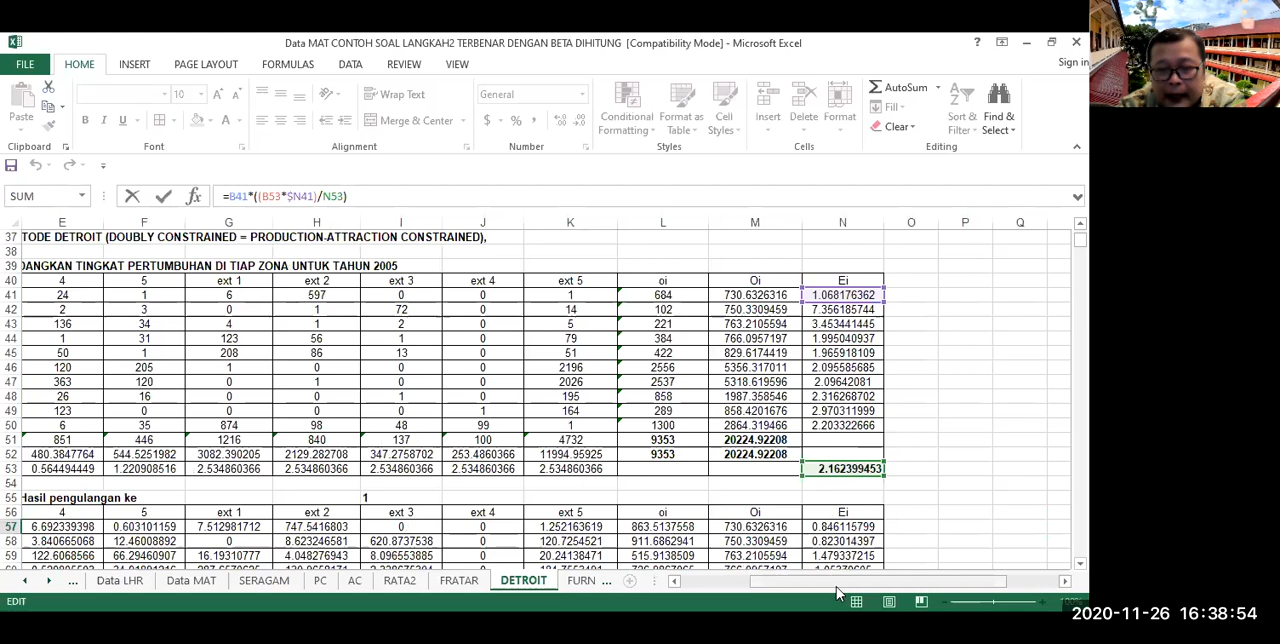 Data MAT CONTOH SOAL LANGKAH2 TERBENAR DENGAN BETA DIHITUNG [Compatibility Mode] - Microsoft Excel
FILE HOME INSERT PAGE LAYOUT FORMULAS DATA REVIEW VIEW Sign in
Paste 10 A A Wrap Text General AutoSum
B I U Merge & Center $ % , Conditional Formatting Format as Table Cell Styles Insert Delete Format Fill Clear Sort & Filter Find & Select
Clipboard Font Alignment Number Styles Cells Editing
SUM fx =B41*((B53*$N41)/N53)
E F G H I J K L M N O P Q
37 TODE DETROIT (DOUBLY CONSTRAINED = PRODUCTION-ATTRACTION CONSTRAINED),
38
39 DANGKAN TINGKAT PERTUMBUHAN DI TIAP ZONA UNTUK TAHUN 2005
40 4 5 ext 1 ext 2 ext 3 ext 4 ext 5 oi Oi Ei
41 24 1 6 597 0 0 1 684 730.6326316 1.068176362
42 2 3 0 1 72 0 14 102 750.3309459 7.356185744
43 136 34 4 1 2 0 5 221 763.2105594 3.453441445
44 1 31 123 56 1 0 79 384 766.0957197 1.995040937
45 50 1 208 86 13 0 51 422 829.6174419 1.965918109
46 120 205 1 0 0 0 2196 2556 5356.317011 2.095585685
47 363 120 0 1 0 0 2026 2537 5318.619596 2.09642081
48 26 16 0 0 1 0 195 858 1987.358546 2.316268702
49 123 0 0 0 0 1 164 289 858.4201676 2.970311999
50 6 35 874 98 48 99 1 1300 2864.319466 2.203322666
51 851 446 1216 840 137 100 4732 9353 20224.92208
52 480.3847764 544.5251982 3082.390205 2129.282708 347.2758702 253.4860366 11994.95925 9353 20224.92208
53 0.564494449 1.220908516 2.534860366 2.534860366 2.534860366 2.534860366 2.534860366 2.162399453
54
55 Hasil pengulangan ke 1
56 4 5 ext 1 ext 2 ext 3 ext 4 ext 5 oi Oi Ei
57 6.692339398 0.603101159 7.512981712 747.5416803 0 0 1.252163619 863.5137558 730.6326316 0.846115799
58 3.840665068 12.46008892 0 8.623246581 620.8737538 0 120.7254521 911.6862941 750.3309459 0.823014397
59 122.6068566 66.29460907 16.19310777 4.048276943 8.096553885 0 20.24138471 515.9138509 763.2105594 1.479337215
... Data LHR Data MAT SERAGAM PC AC RATA2 FRATAR DETROIT FURN ...
EDIT
2020-11-26 16:38:54